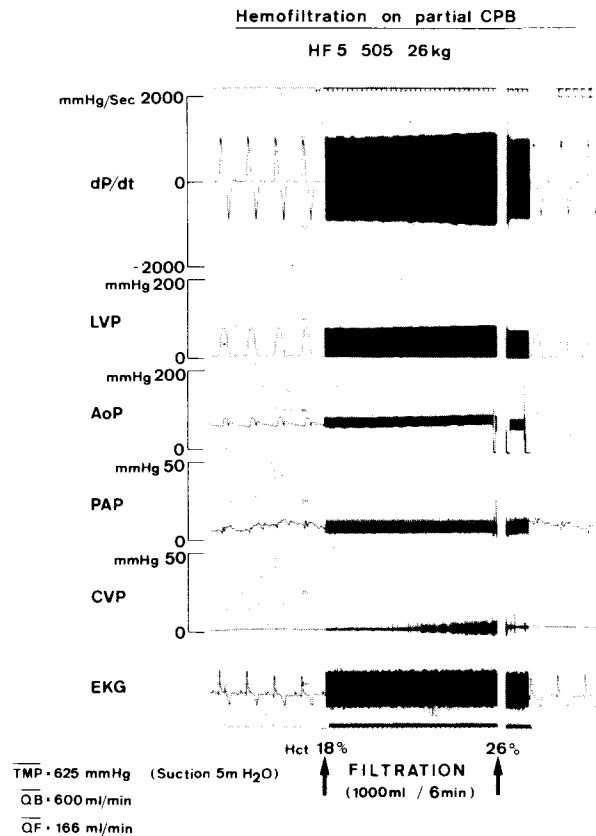 Hemofiltration on partial CPB
HF 5 505 26kg
mmHg/Sec 2000
dP/dt 0
-2000
mmHg 200
LVP
0
mmHg 200
AoP
0
mmHg 50
PAP
0
mmHg 50
CVP
0
EKG
Hct 18% 26%
TMP = 625 mmHg (Suction 5m H2O) FILTRATION
(1000ml / 6min)
QB = 600 ml/min
QF = 166 ml/min